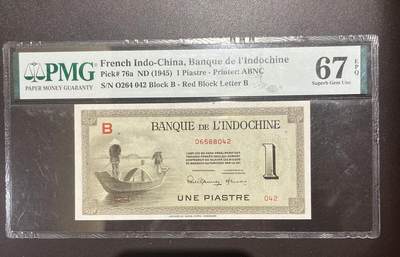 French Indo-China, Banque de l'Indochine
Pick# 76a ND (1945) 1 Piastre - Printer: ABNC
S/N O264 042 Block B - Red Block Letter B
PMG
PAPER MONEY GUARANTY
67 EPQ
Superb Gem Unc
B
BANQUE DE L'INDOCHINE
06588042
1
UNE PIASTRE
042